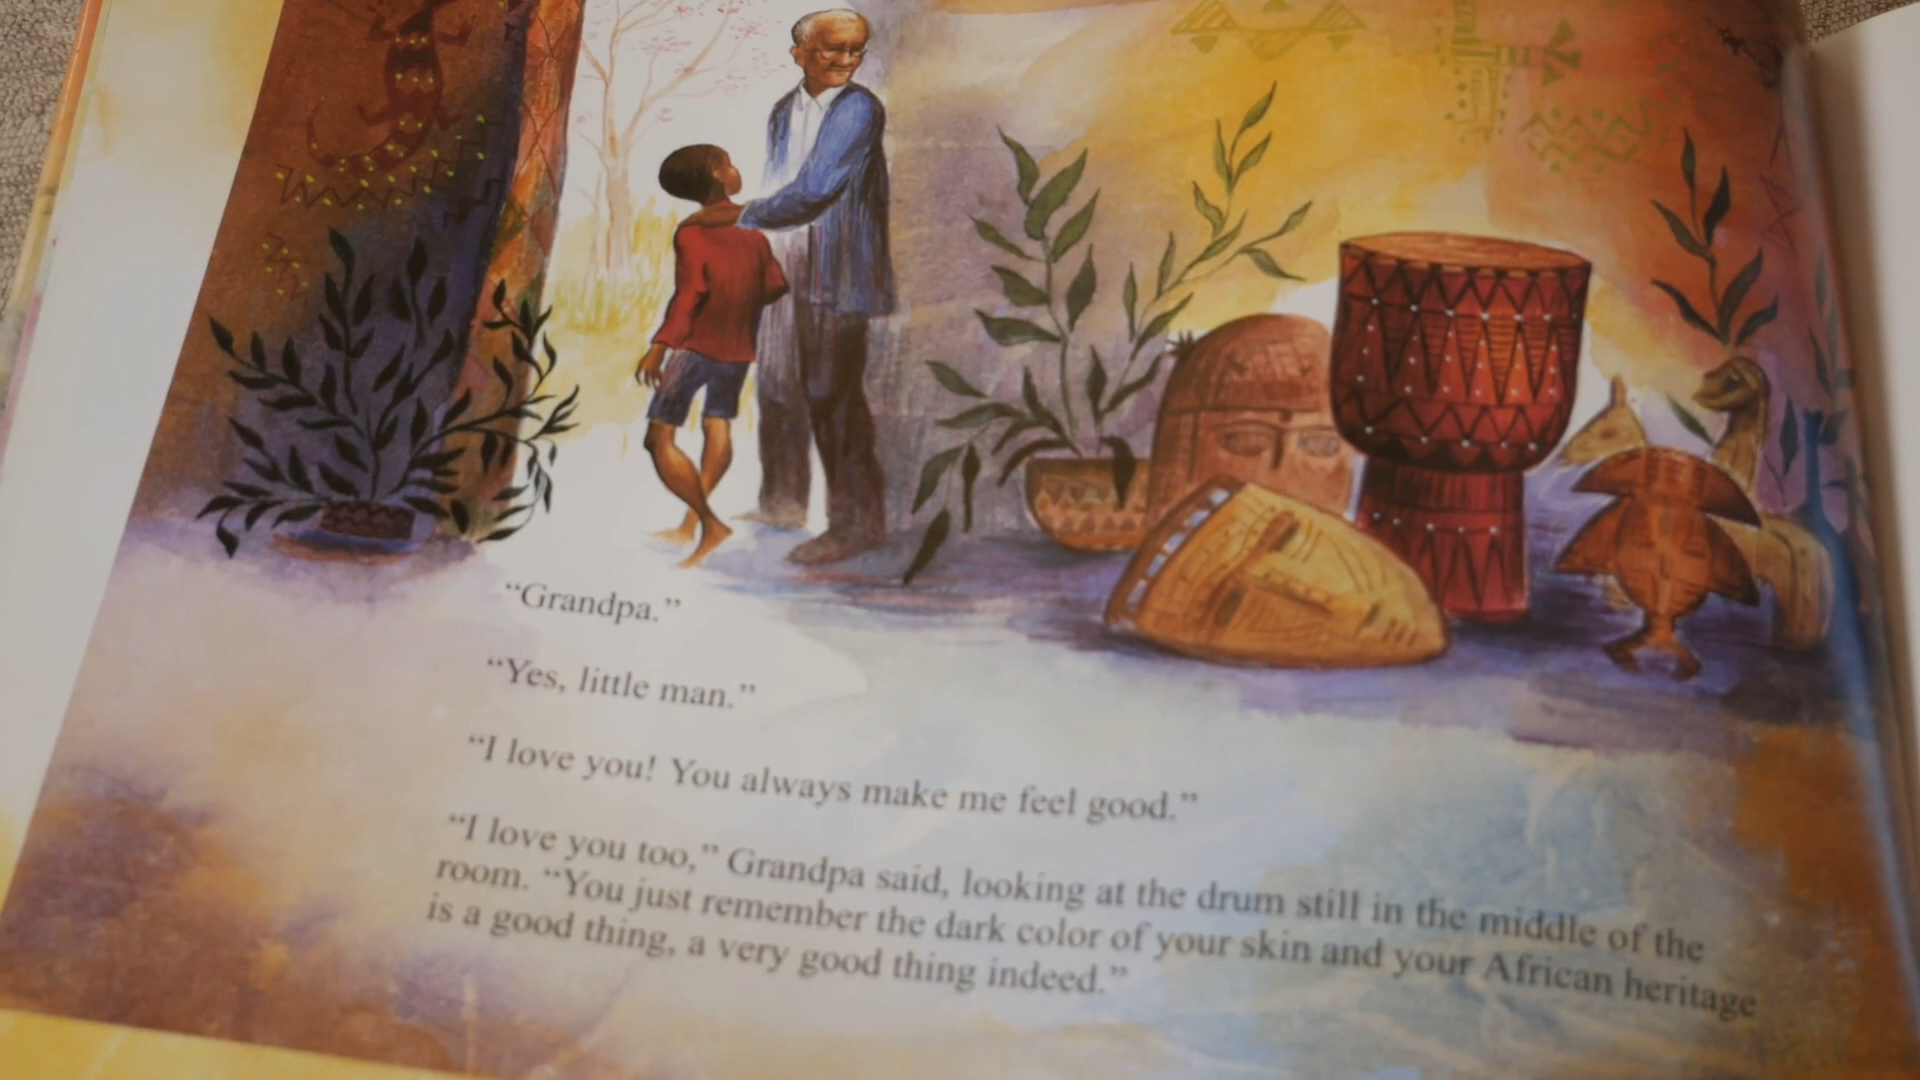 “Grandpa.”
“Yes, little man.”
“I love you! You always make me feel good.”
“I love you too,” Grandpa said, looking at the drum still in the middle of the
room. “You just remember the dark color of your skin and your African heritage
is a good thing, a very good thing indeed.”